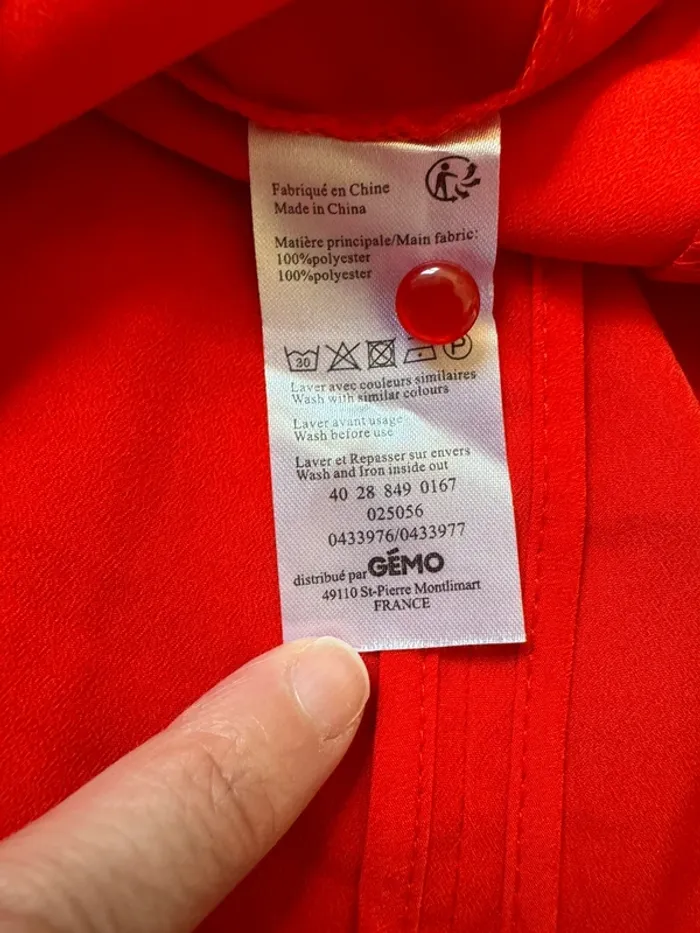 Fabriqué en Chine
Made in China
Matière principale/Main fabric:
100%polyester
100%polyester
30
P
Laver avec couleurs similaires
Wash with similar colours
Laver avant usage
Wash before use
Laver et Repasser sur envers
Wash and Iron inside out
40 28 849 0167
025056
0433976/0433977
distribué par GÉMO
49110 St-Pierre Montlimart
FRANCE